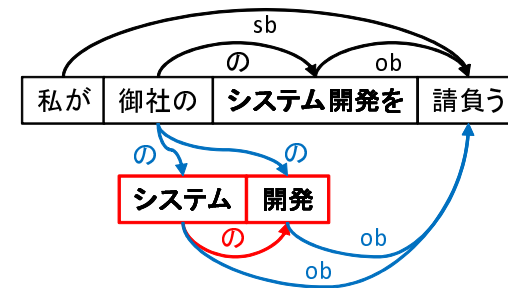 sb
の ob
私が 御社の システム開発を 請負う
の の
システム 開発
の ob
ob